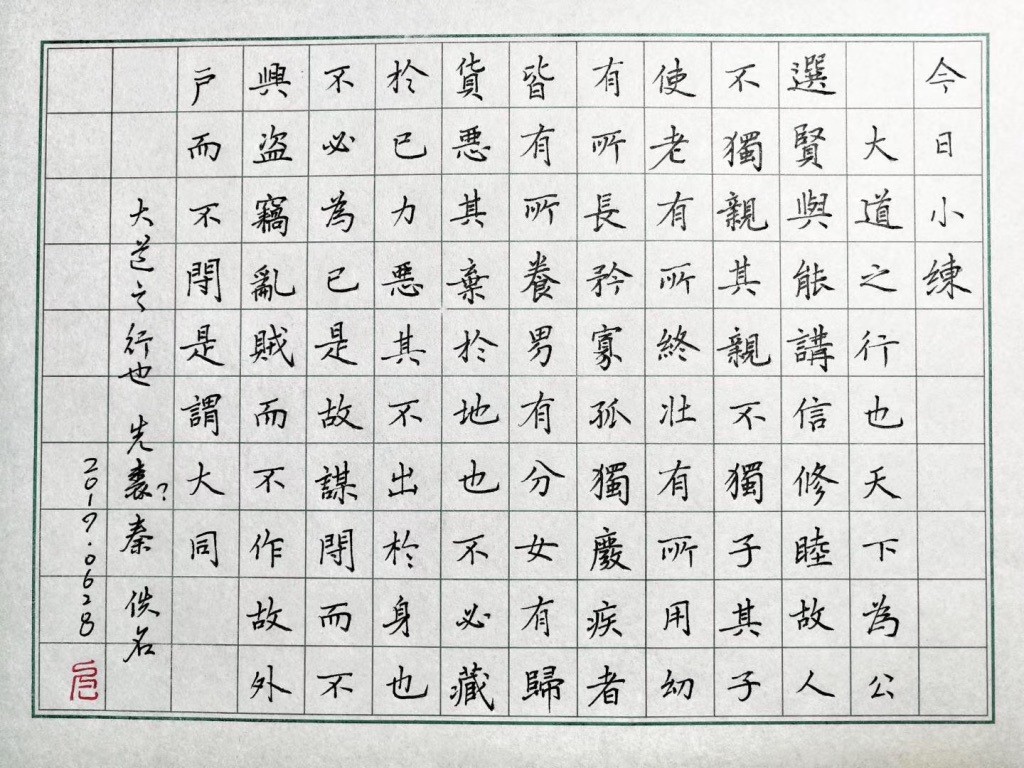 今日小練
大道之行也天下為公
選賢與能講信修睦故人
不獨親其親不獨子其子
使老有所終壯有所用幼
有所長矜寡孤獨廢疾者
皆有所養男有分女有歸
貨惡其棄於地也不必藏
於己力惡其不出於身也
不必為己是故謀閉而不
興盜竊亂賊而不作故外
戶而不閉是謂大同
大道之行也 先 ? 秦 佚名
2019.0628